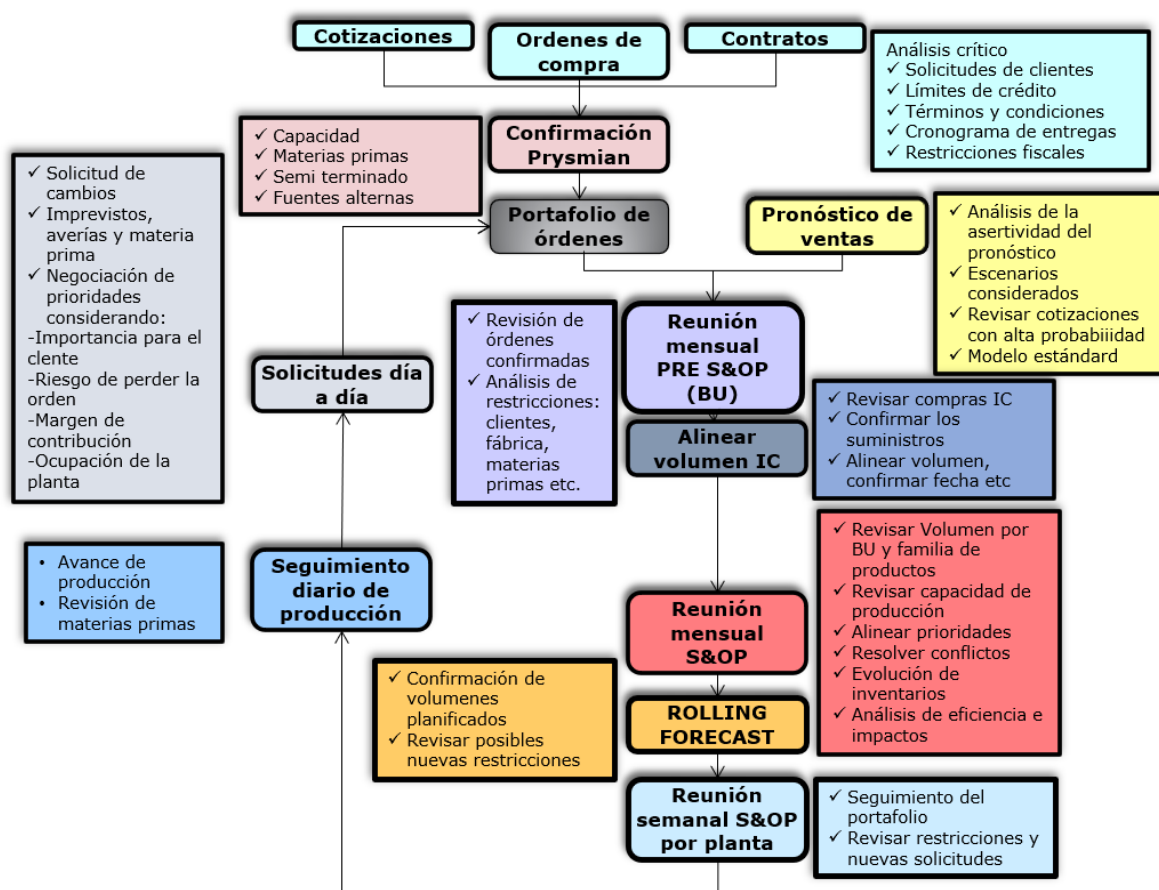 Cotizaciones
Ordenes de
compra
Contratos
Análisis crítico
✓ Solicitudes de clientes
✓ Límites de crédito
✓ Términos y condiciones
✓ Cronograma de entregas
✓ Restricciones fiscales
✓ Capacidad
✓ Materias primas
✓ Semi terminado
✓ Fuentes alternas
Confirmación
Prysmian
✓ Solicitud de
cambios
✓ Imprevistos,
averías y materia
prima
✓ Negociación de
prioridades
considerando:
-Importancia para el
clente
-Riesgo de perder la
orden
-Margen de
contribución
-Ocupación de la
planta
Portafolio de
órdenes
Pronóstico de
ventas
✓ Análisis de la
asertividad del
pronóstico
✓ Escenarios
considerados
✓ Revisar cotizaciones
con alta probabiiidad
✓ Modelo estándard
✓ Revisión de
órdenes
confirmadas
✓ Análisis de
restricciones:
clientes,
fábrica,
materias
primas etc.
Reunión
mensual
PRE S&OP
(BU)
Solicitudes día
a día
Alinear
volumen IC
✓ Revisar compras IC
✓ Confirmar los
suministros
✓ Alinear volumen,
confirmar fecha etc
• Avance de
producción
• Revisión de
materias primas
Seguimiento
diario de
producción
Reunión
mensual
S&OP
✓ Revisar Volumen por
BU y familia de
productos
✓ Revisar capacidad de
producción
✓ Alinear prioridades
✓ Resolver conflictos
✓ Evolución de
inventarios
✓ Análisis de eficiencia e
impactos
✓ Confirmación de
volumenes
planificados
✓ Revisar posibles
nuevas restricciones
ROLLING
FORECAST
Reunión
semanal S&OP
por planta
✓ Seguimiento del
portafolio
✓ Revisar restricciones y
nuevas solicitudes